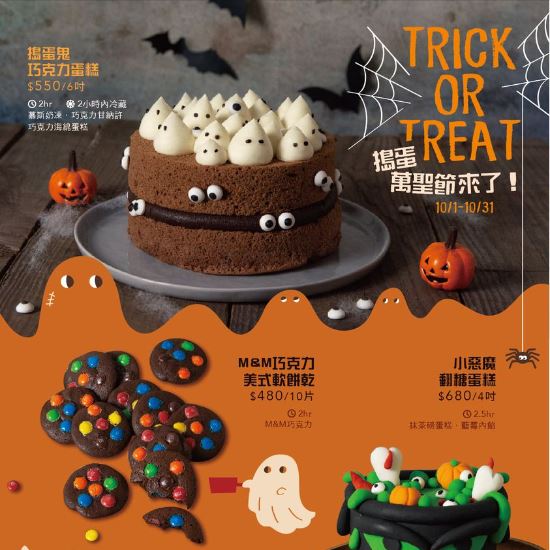 搗蛋鬼
巧克力蛋糕
$550/6吋
2hr 2小時內冷藏
慕斯奶凍・巧克力甘納許
巧克力海綿蛋糕
TRICK
OR
TREAT
搗蛋
萬聖節來了！
10/1-10/31
M&M巧克力
美式軟餅乾
$480/10片
2hr
M&M巧克力
小惡魔
翻糖蛋糕
$680/4吋
2.5hr
抹茶磅蛋糕・藍莓內餡